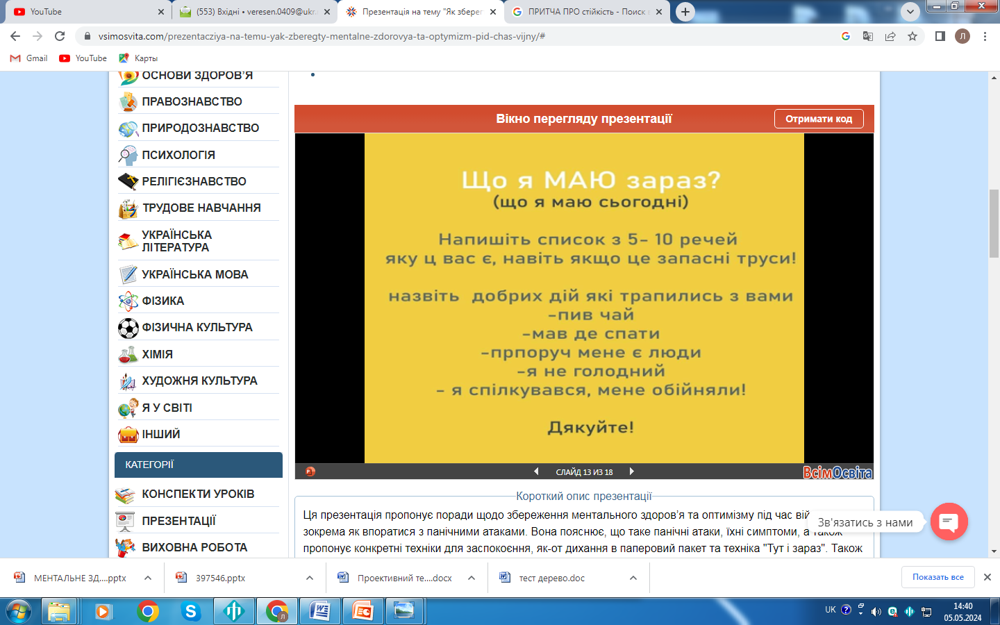 YouTube
(553) Вхідні • veresen.0409@ukr.
Презентація на тему "Як зберег
ПРИТЧА ПРО стійкість - Поиск
vsimosvita.com/prezentacziya-na-temu-yak-zberegty-mentalne-zdorovya-ta-optymizm-pid-chas-vijny/#
Л
Gmail
YouTube
Карты
ОСНОВИ ЗДОРОВ’Я
ПРАВОЗНАВСТВО
ПРИРОДОЗНАВСТВО
ПСИХОЛОГІЯ
РЕЛІГІЄЗНАВСТВО
ТРУДОВЕ НАВЧАННЯ
УКРАЇНСЬКА
ЛІТЕРАТУРА
УКРАЇНСЬКА МОВА
ФІЗИКА
ФІЗИЧНА КУЛЬТУРА
ХІМІЯ
ХУДОЖНЯ КУЛЬТУРА
Я У СВІТІ
ІНШИЙ
КАТЕГОРІЇ
КОНСПЕКТИ УРОКІВ
ПРЕЗЕНТАЦІЇ
ВИХОВНА РОБОТА
Вікно перегляду презентації
Отримати код
Що я МАЮ зараз?
(що я маю сьогодні)
Напишіть список з 5- 10 речей
яку ц вас є, навіть якщо це запасні труси!
назвіть добрих дій які трапились з вами
-пив чай
-мав де спати
-прпоруч мене є люди
-я не голодний
- я спілкувався, мене обійняли!
Дякуйте!
СЛАЙД 13 ИЗ 18
ВсімОсвіта
Короткий опис презентації
Ця презентація пропонує поради щодо збереження ментального здоров’я та оптимізму під час вій
зокрема як впоратися з панічними атаками. Вона пояснює, що таке панічні атаки, їхні симптоми, а також
пропонує конкретні техніки для заспокоєння, як-от дихання в паперовий пакет та техніка "Тут і зараз". Також
Зв'язатись з нами
МЕНТАЛЬНЕ ЗД....pptx
397546.pptx
Проективний те....docx
тест дерево.doc
Показать все
UK
14:40
05.05.2024